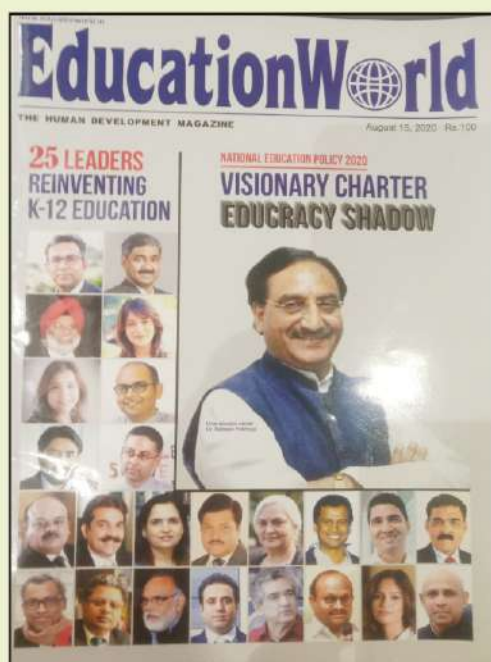 EducationWorld
THE HUMAN DEVELOPMENT MAGAZINE
August 15, 2020 Rs.100
25 LEADERS
REINVENTING
K-12 EDUCATION
NATIONAL EDUCATION POLICY 2020
VISIONARY CHARTER
EDUCRACY SHADOW